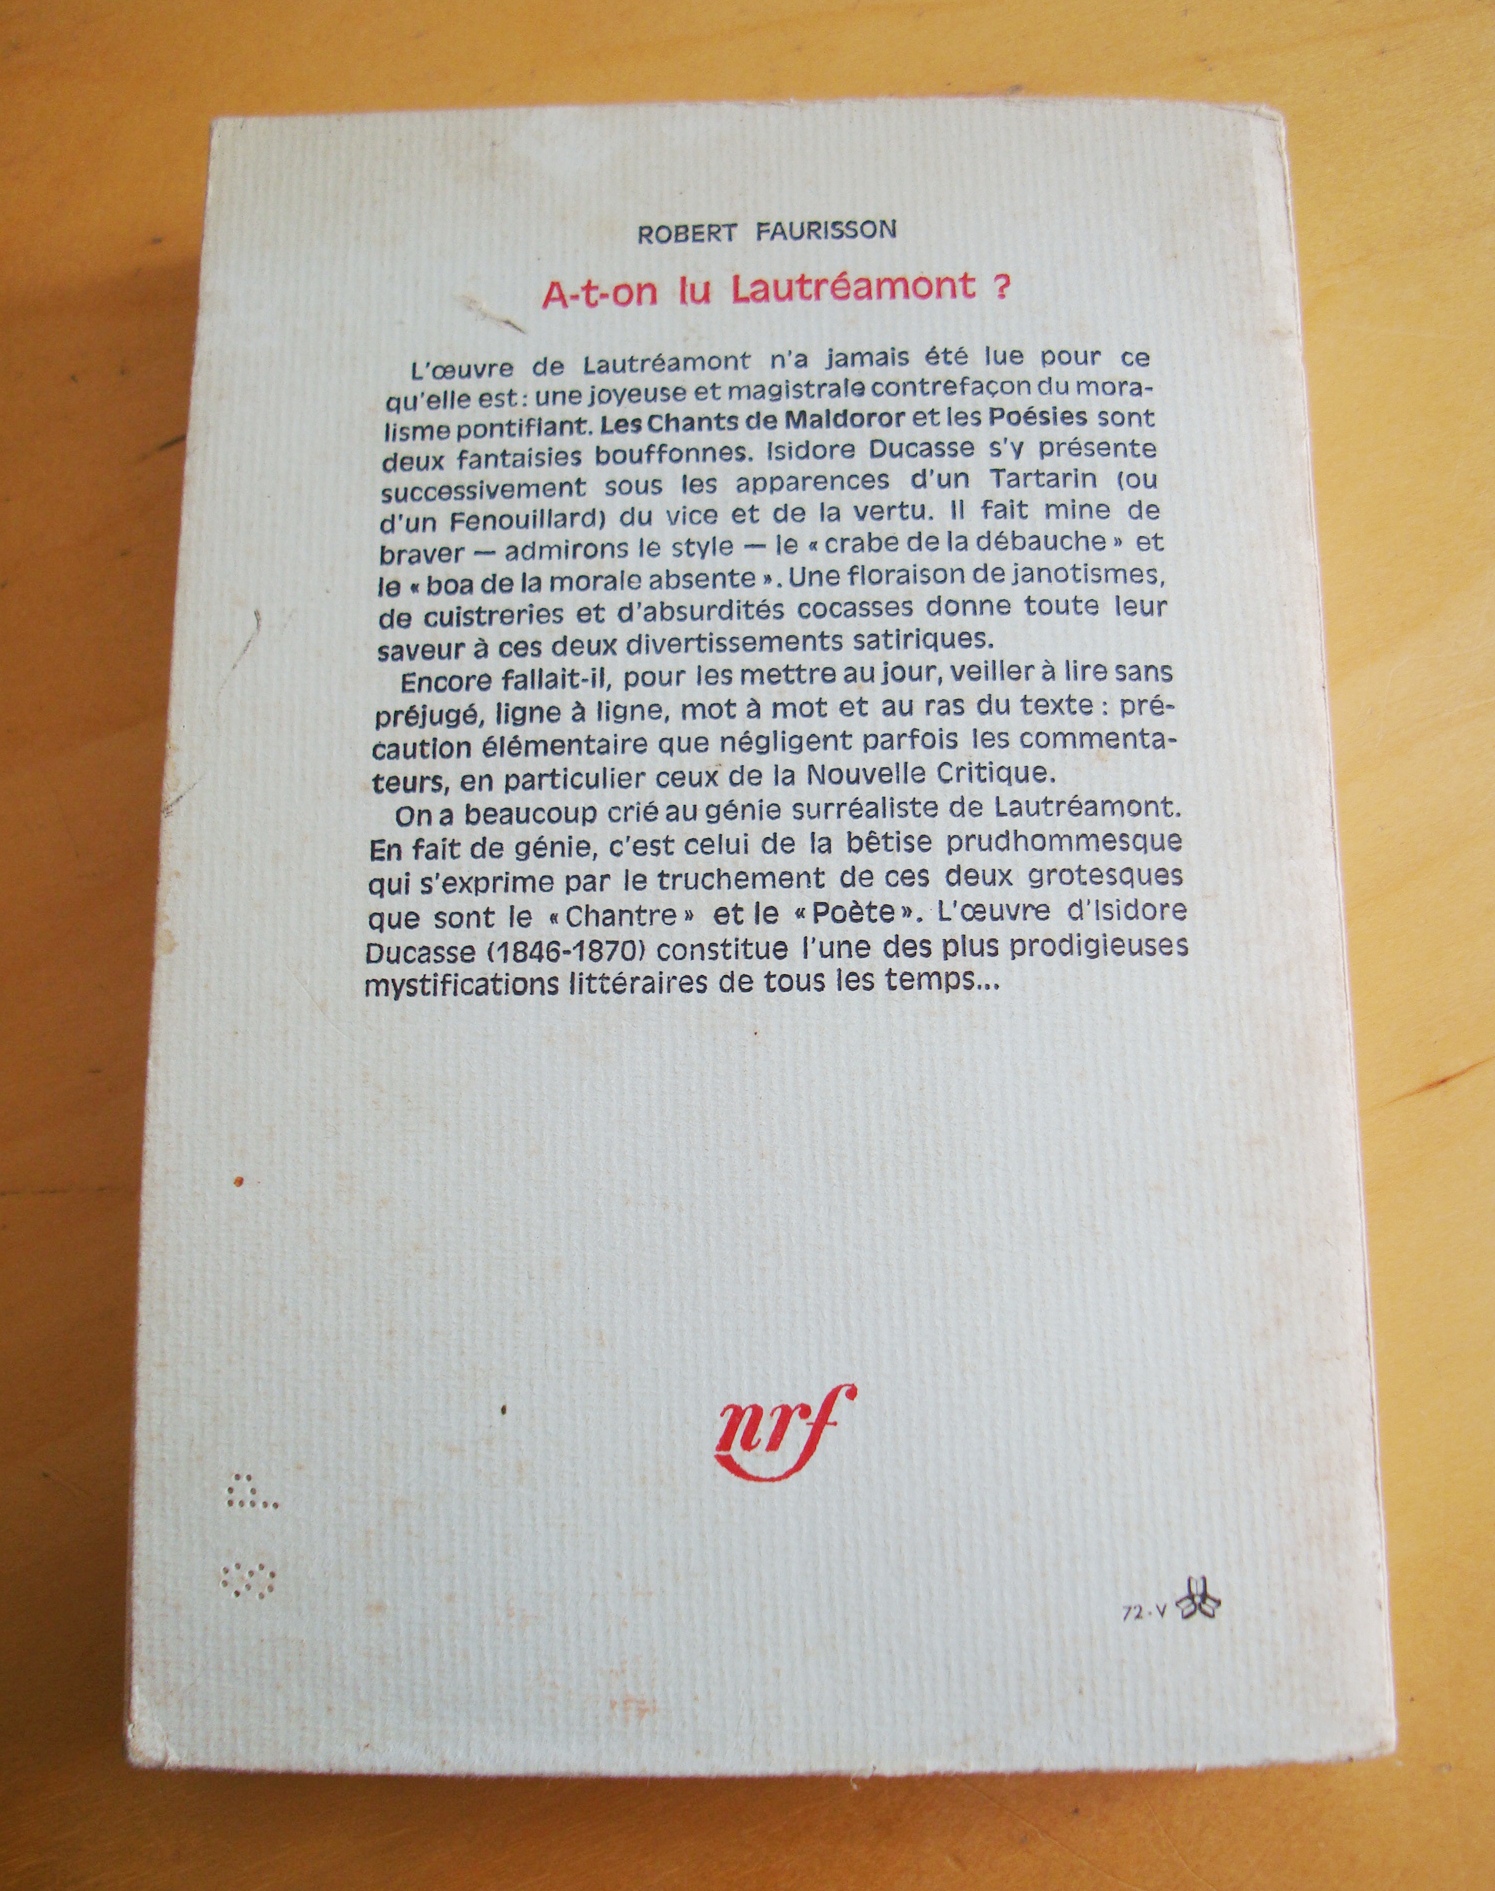 ROBERT FAURISSON
A-t-on lu Lautréamont ?
L'œuvre de Lautréamont n'a jamais été lue pour ce
qu'elle est : une joyeuse et magistrale contrefaçon du mora-
lisme pontifiant. Les Chants de Maldoror et les Poésies sont
deux fantaisies bouffonnes. Isidore Ducasse s'y présente
successivement sous les apparences d'un Tartarin (ou
d'un Fenouillard) du vice et de la vertu. Il fait mine de
braver — admirons le style — le « crabe de la débauche » et
le « boa de la morale absente ». Une floraison de janotismes,
de cuistreries et d'absurdités cocasses donne toute leur
saveur à ces deux divertissements satiriques.
Encore fallait-il, pour les mettre au jour, veiller à lire sans
préjugé, ligne à ligne, mot à mot et au ras du texte : pré-
caution élémentaire que négligent parfois les commenta-
teurs, en particulier ceux de la Nouvelle Critique.
On a beaucoup crié au génie surréaliste de Lautréamont.
En fait de génie, c'est celui de la bêtise prudhommesque
qui s'exprime par le truchement de ces deux grotesques
que sont le « Chantre » et le « Poète ». L'œuvre d'Isidore
Ducasse (1846-1870) constitue l'une des plus prodigieuses
mystifications littéraires de tous les temps...
nrf
72-V